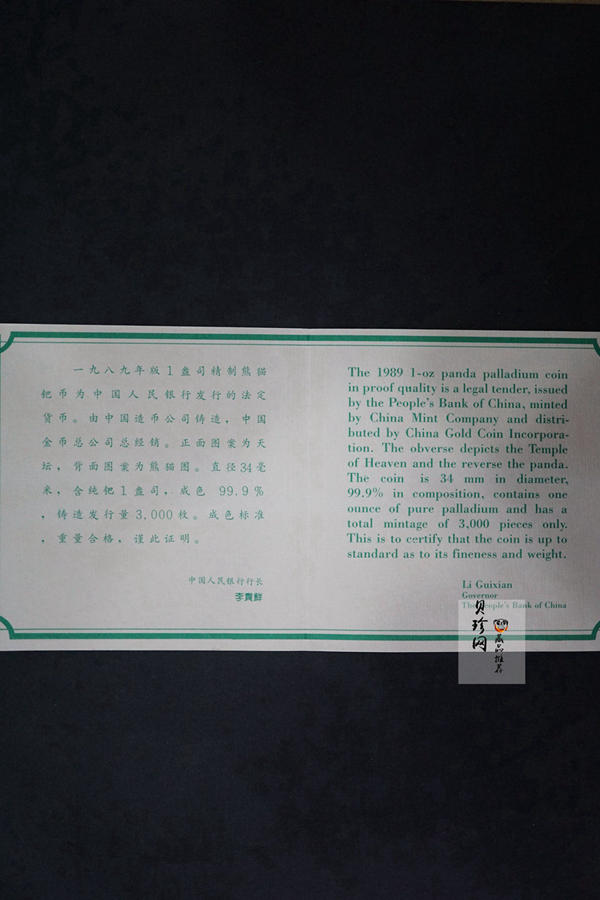 一九八九年版1盎司精制熊猫
钯币为中国人民银行发行的法定
货币。由中国造币公司铸造，中国
金币总公司总经销。正面图案为天
坛，背面图案为熊猫图。直径34毫
米，含纯钯1盎司，成色 99.9%
，铸造发行量3,000枚。成色标准
，重量合格，谨此证明。
中国人民银行行长
李貴鮮
The 1989 1-oz panda palladium coin
in proof quality is a legal tender, issued
by the People's Bank of China, minted
by China Mint Company and distri-
buted by China Gold Coin Incorpora-
tion. The obverse depicts the Temple
of Heaven and the reverse the panda.
The coin is 34 mm in diameter,
99.9% in composition, contains one
ounce of pure palladium and has a
total mintage of 3,000 pieces only.
This is to certify that the coin is up to
standard as to its fineness and weight.
Li Guixian
Governor
The People's Bank of China
贝珍网
藏品推荐